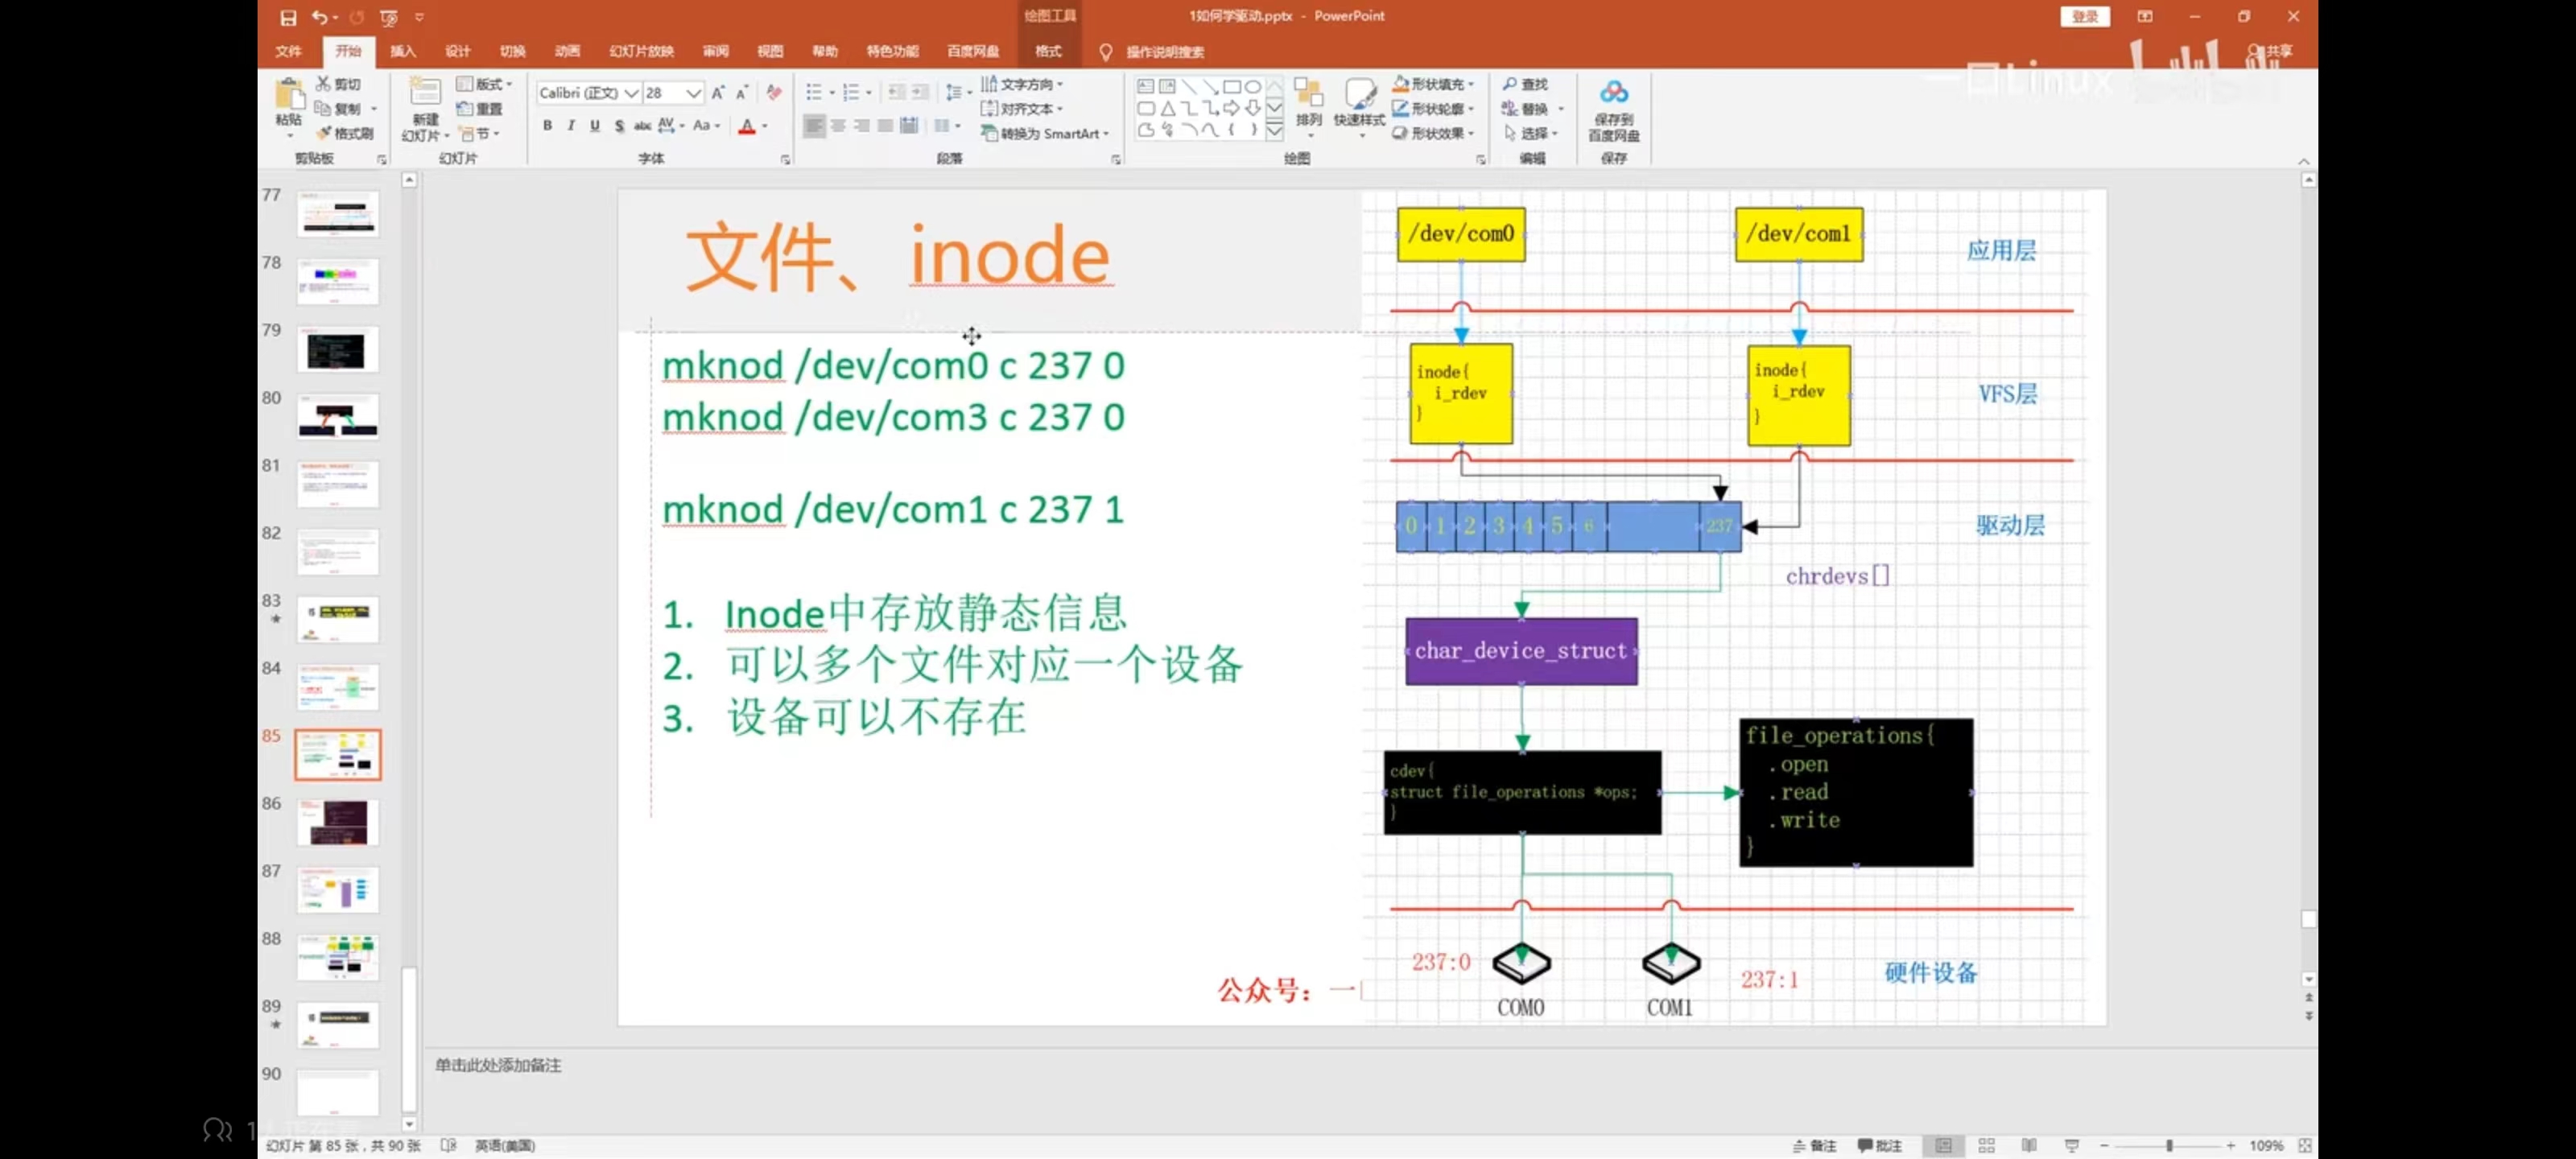 绘图工具
1如何学驱动.pptx - PowerPoint
登录
文件 开始 插入 设计 切换 动画 幻灯片放映 审阅 视图 帮助 特色功能 百度网盘 格式 操作说明搜索
共享
一口Linux
粘贴
剪切
复制
格式刷
剪贴板
新建
幻灯片
版式
重置
节
幻灯片
Calibri (正文) 28
B I U S abc AV Aa A
字体
文字方向
对齐文本
转换为 SmartArt
段落
排列
快速样式
形状填充
形状轮廓
形状效果
绘图
查找
替换
选择
编辑
保存到
百度网盘
保存
77
78
79
80
81
82
83
84
85
86
87
88
89
90
文件、inode
mknod /dev/com0 c 237 0
mknod /dev/com3 c 237 0
mknod /dev/com1 c 237 1
1. Inode中存放静态信息
2. 可以多个文件对应一个设备
3. 设备可以不存在
公众号：一
/dev/com0
/dev/com1
应用层
inode{
i_rdev
}
inode{
i_rdev
}
VFS层
0 1 2 3 4 5 6 237
驱动层
chrdevs[]
char_device_struct
cdev{
struct file_operations *ops;
}
file_operations{
.open
.read
.write
}
237:0
COM0
COM1
237:1
硬件设备
单击此处添加备注
幻灯片 第 85 张，共 90 张 英语(美国)
备注 批注 109%